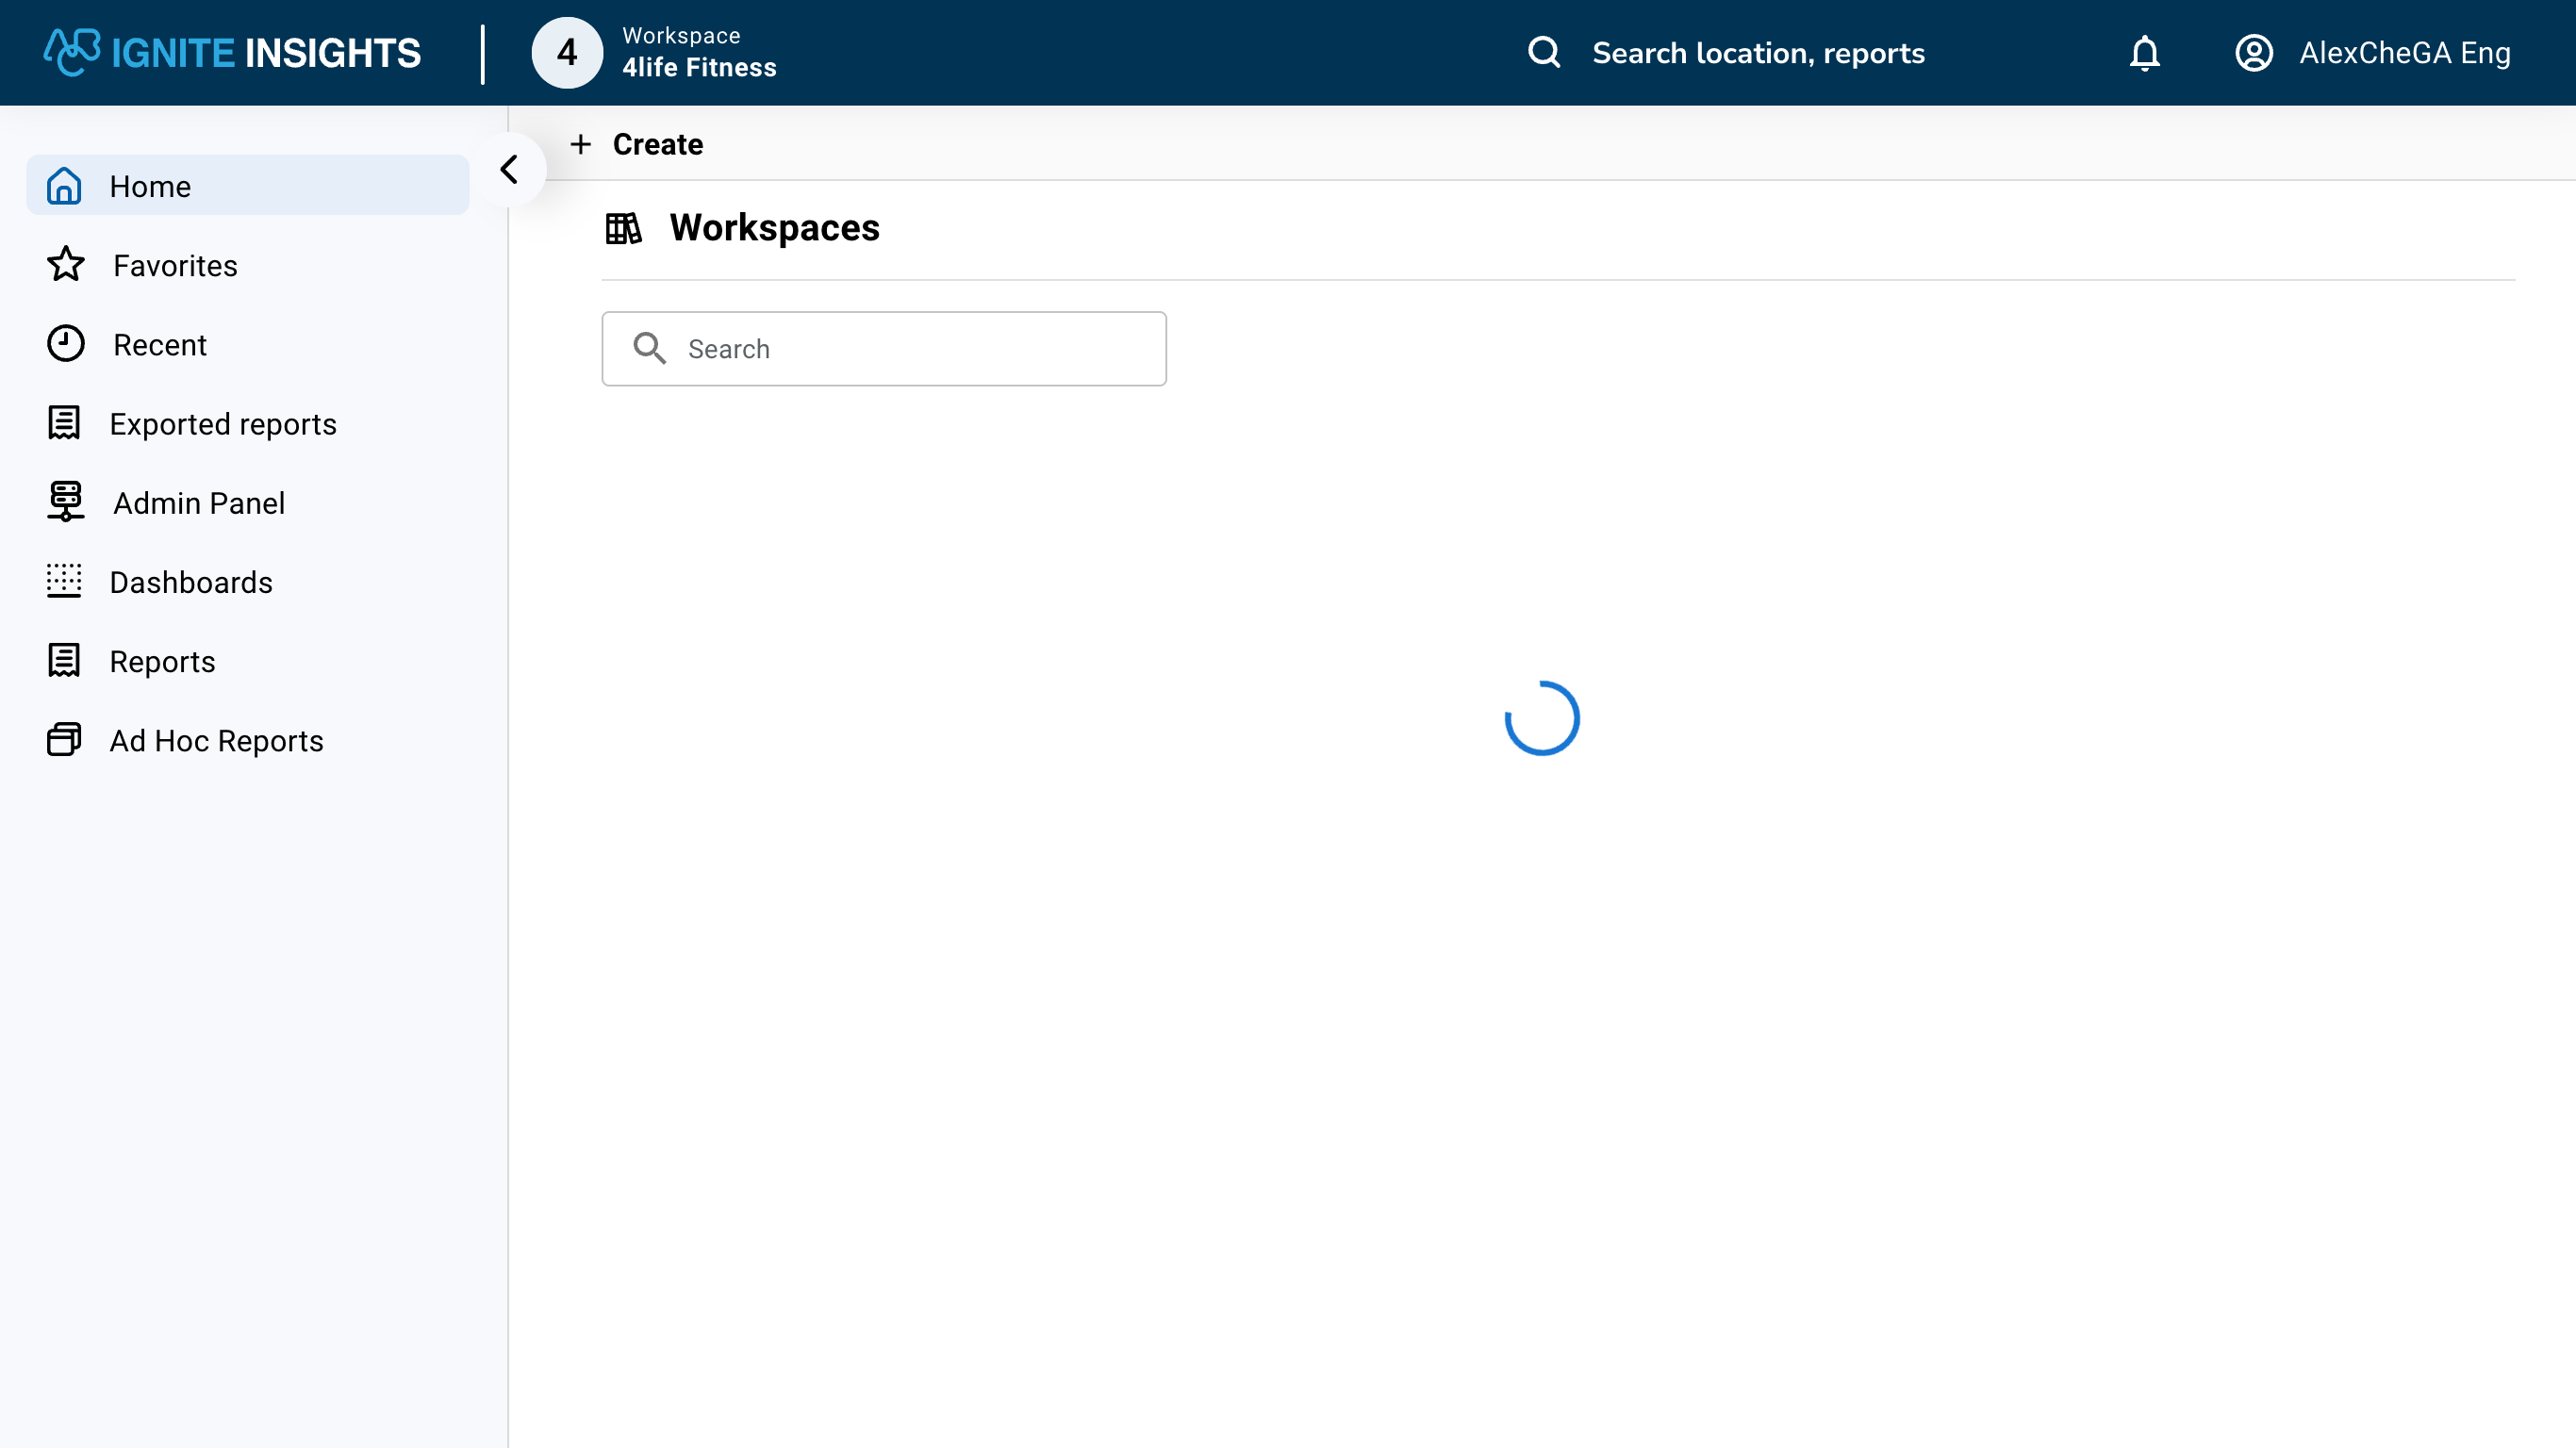 IGNITE INSIGHTS
4
Workspace
4life Fitness
Search location, reports
AlexCheGA Eng
Home
Favorites
Recent
Exported reports
Admin Panel
Dashboards
Reports
Ad Hoc Reports
+ Create
Workspaces
Search